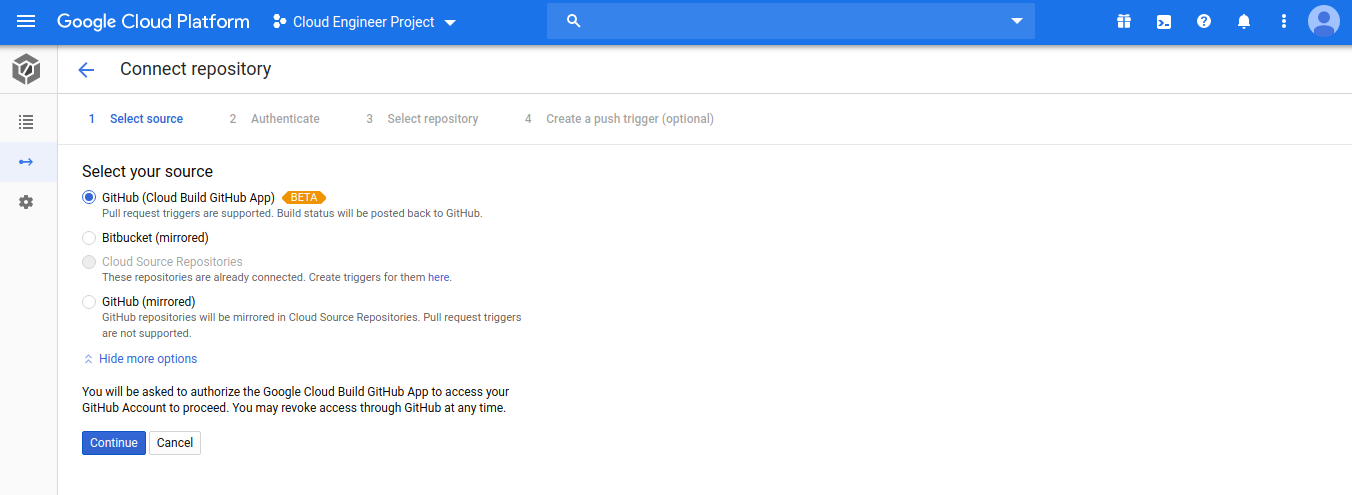 Google Cloud Platform Cloud Engineer Project
Connect repository
1 Select source 2 Authenticate 3 Select repository 4 Create a push trigger (optional)
Select your source
GitHub (Cloud Build GitHub App) BETA
Pull request triggers are supported. Build status will be posted back to GitHub.
Bitbucket (mirrored)
Cloud Source Repositories
These repositories are already connected. Create triggers for them here.
GitHub (mirrored)
GitHub repositories will be mirrored in Cloud Source Repositories. Pull request triggers
are not supported.
Hide more options
You will be asked to authorize the Google Cloud Build GitHub App to access your
GitHub Account to proceed. You may revoke access through GitHub at any time.
Continue Cancel